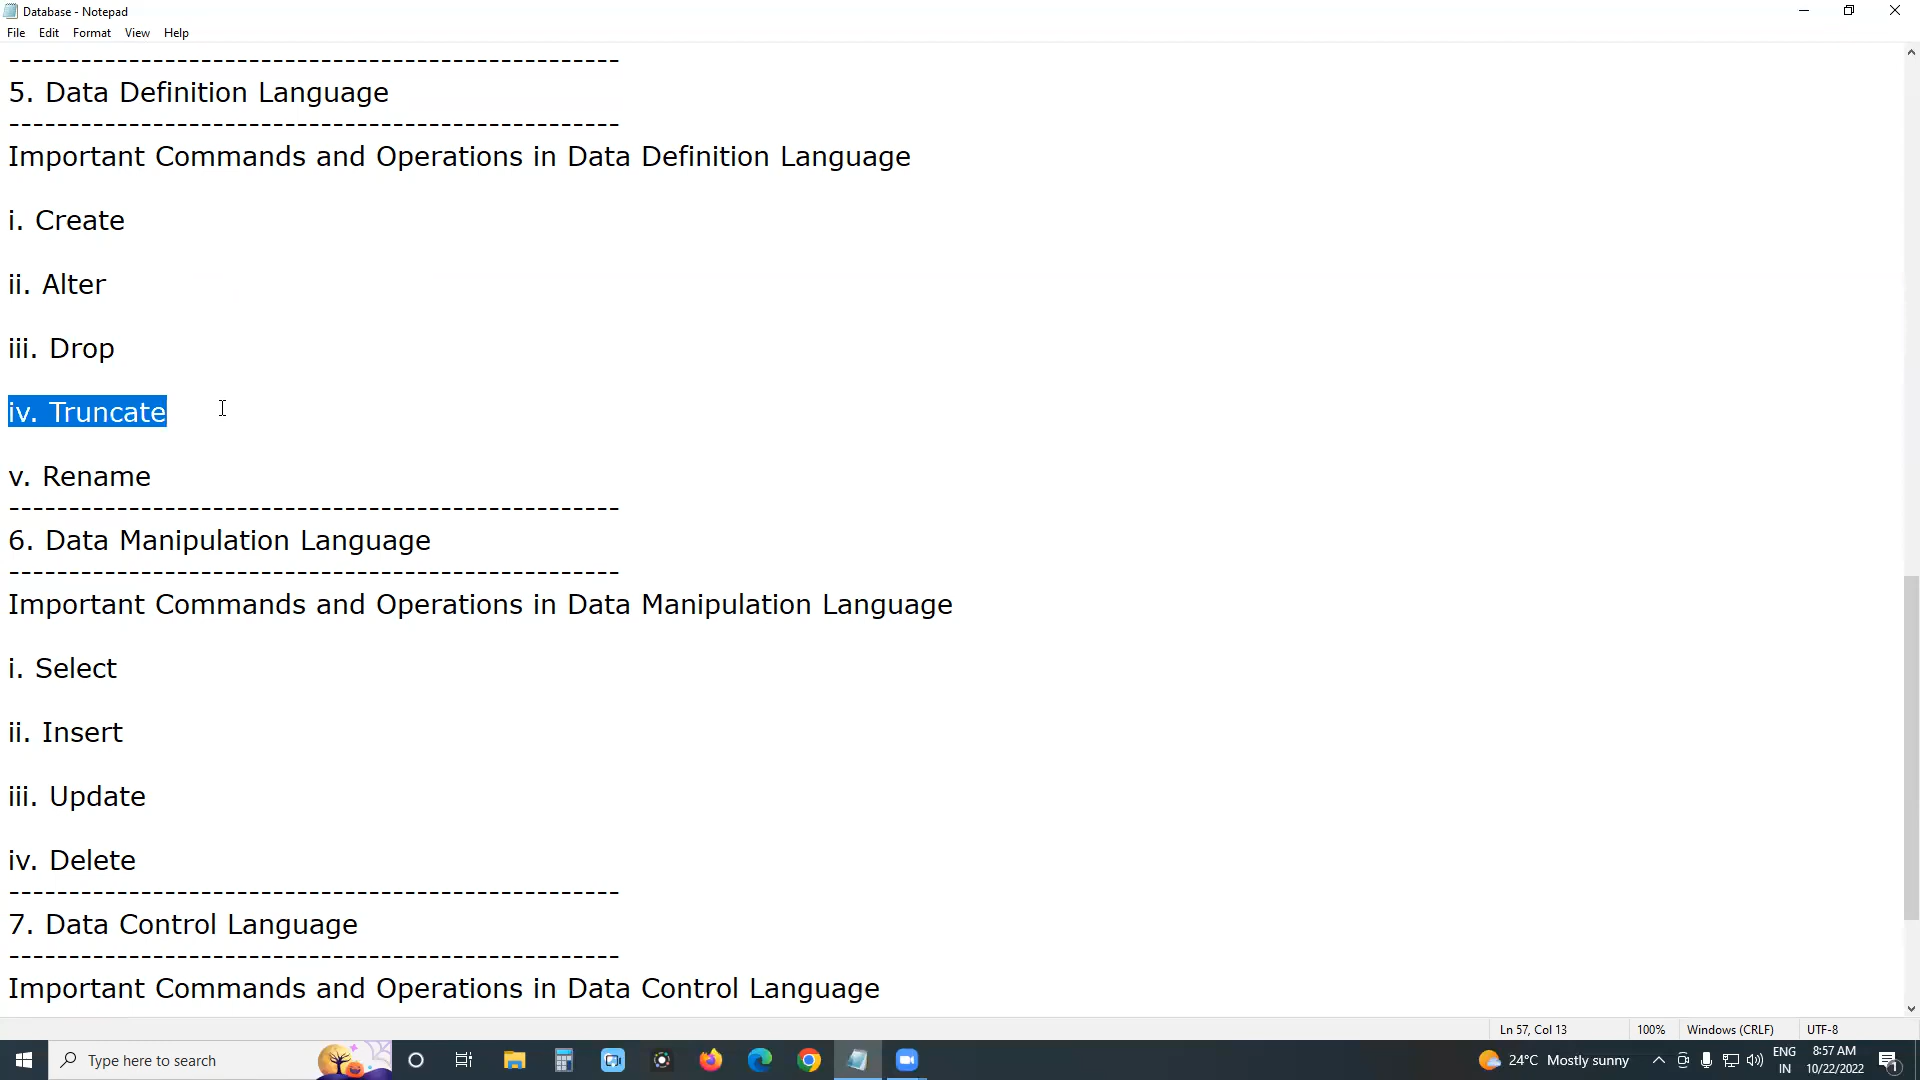 Database - Notepad
File Edit Format View Help
---------------------------------------------------
5. Data Definition Language
---------------------------------------------------
Important Commands and Operations in Data Definition Language
i. Create
ii. Alter
iii. Drop
iv. Truncate
v. Rename
---------------------------------------------------
6. Data Manipulation Language
---------------------------------------------------
Important Commands and Operations in Data Manipulation Language
i. Select
ii. Insert
iii. Update
iv. Delete
---------------------------------------------------
7. Data Control Language
---------------------------------------------------
Important Commands and Operations in Data Control Language
Ln 57, Col 13 100% Windows (CRLF) UTF-8
Type here to search 24°C Mostly sunny ENG 8:57 AM
IN 10/22/2022 1